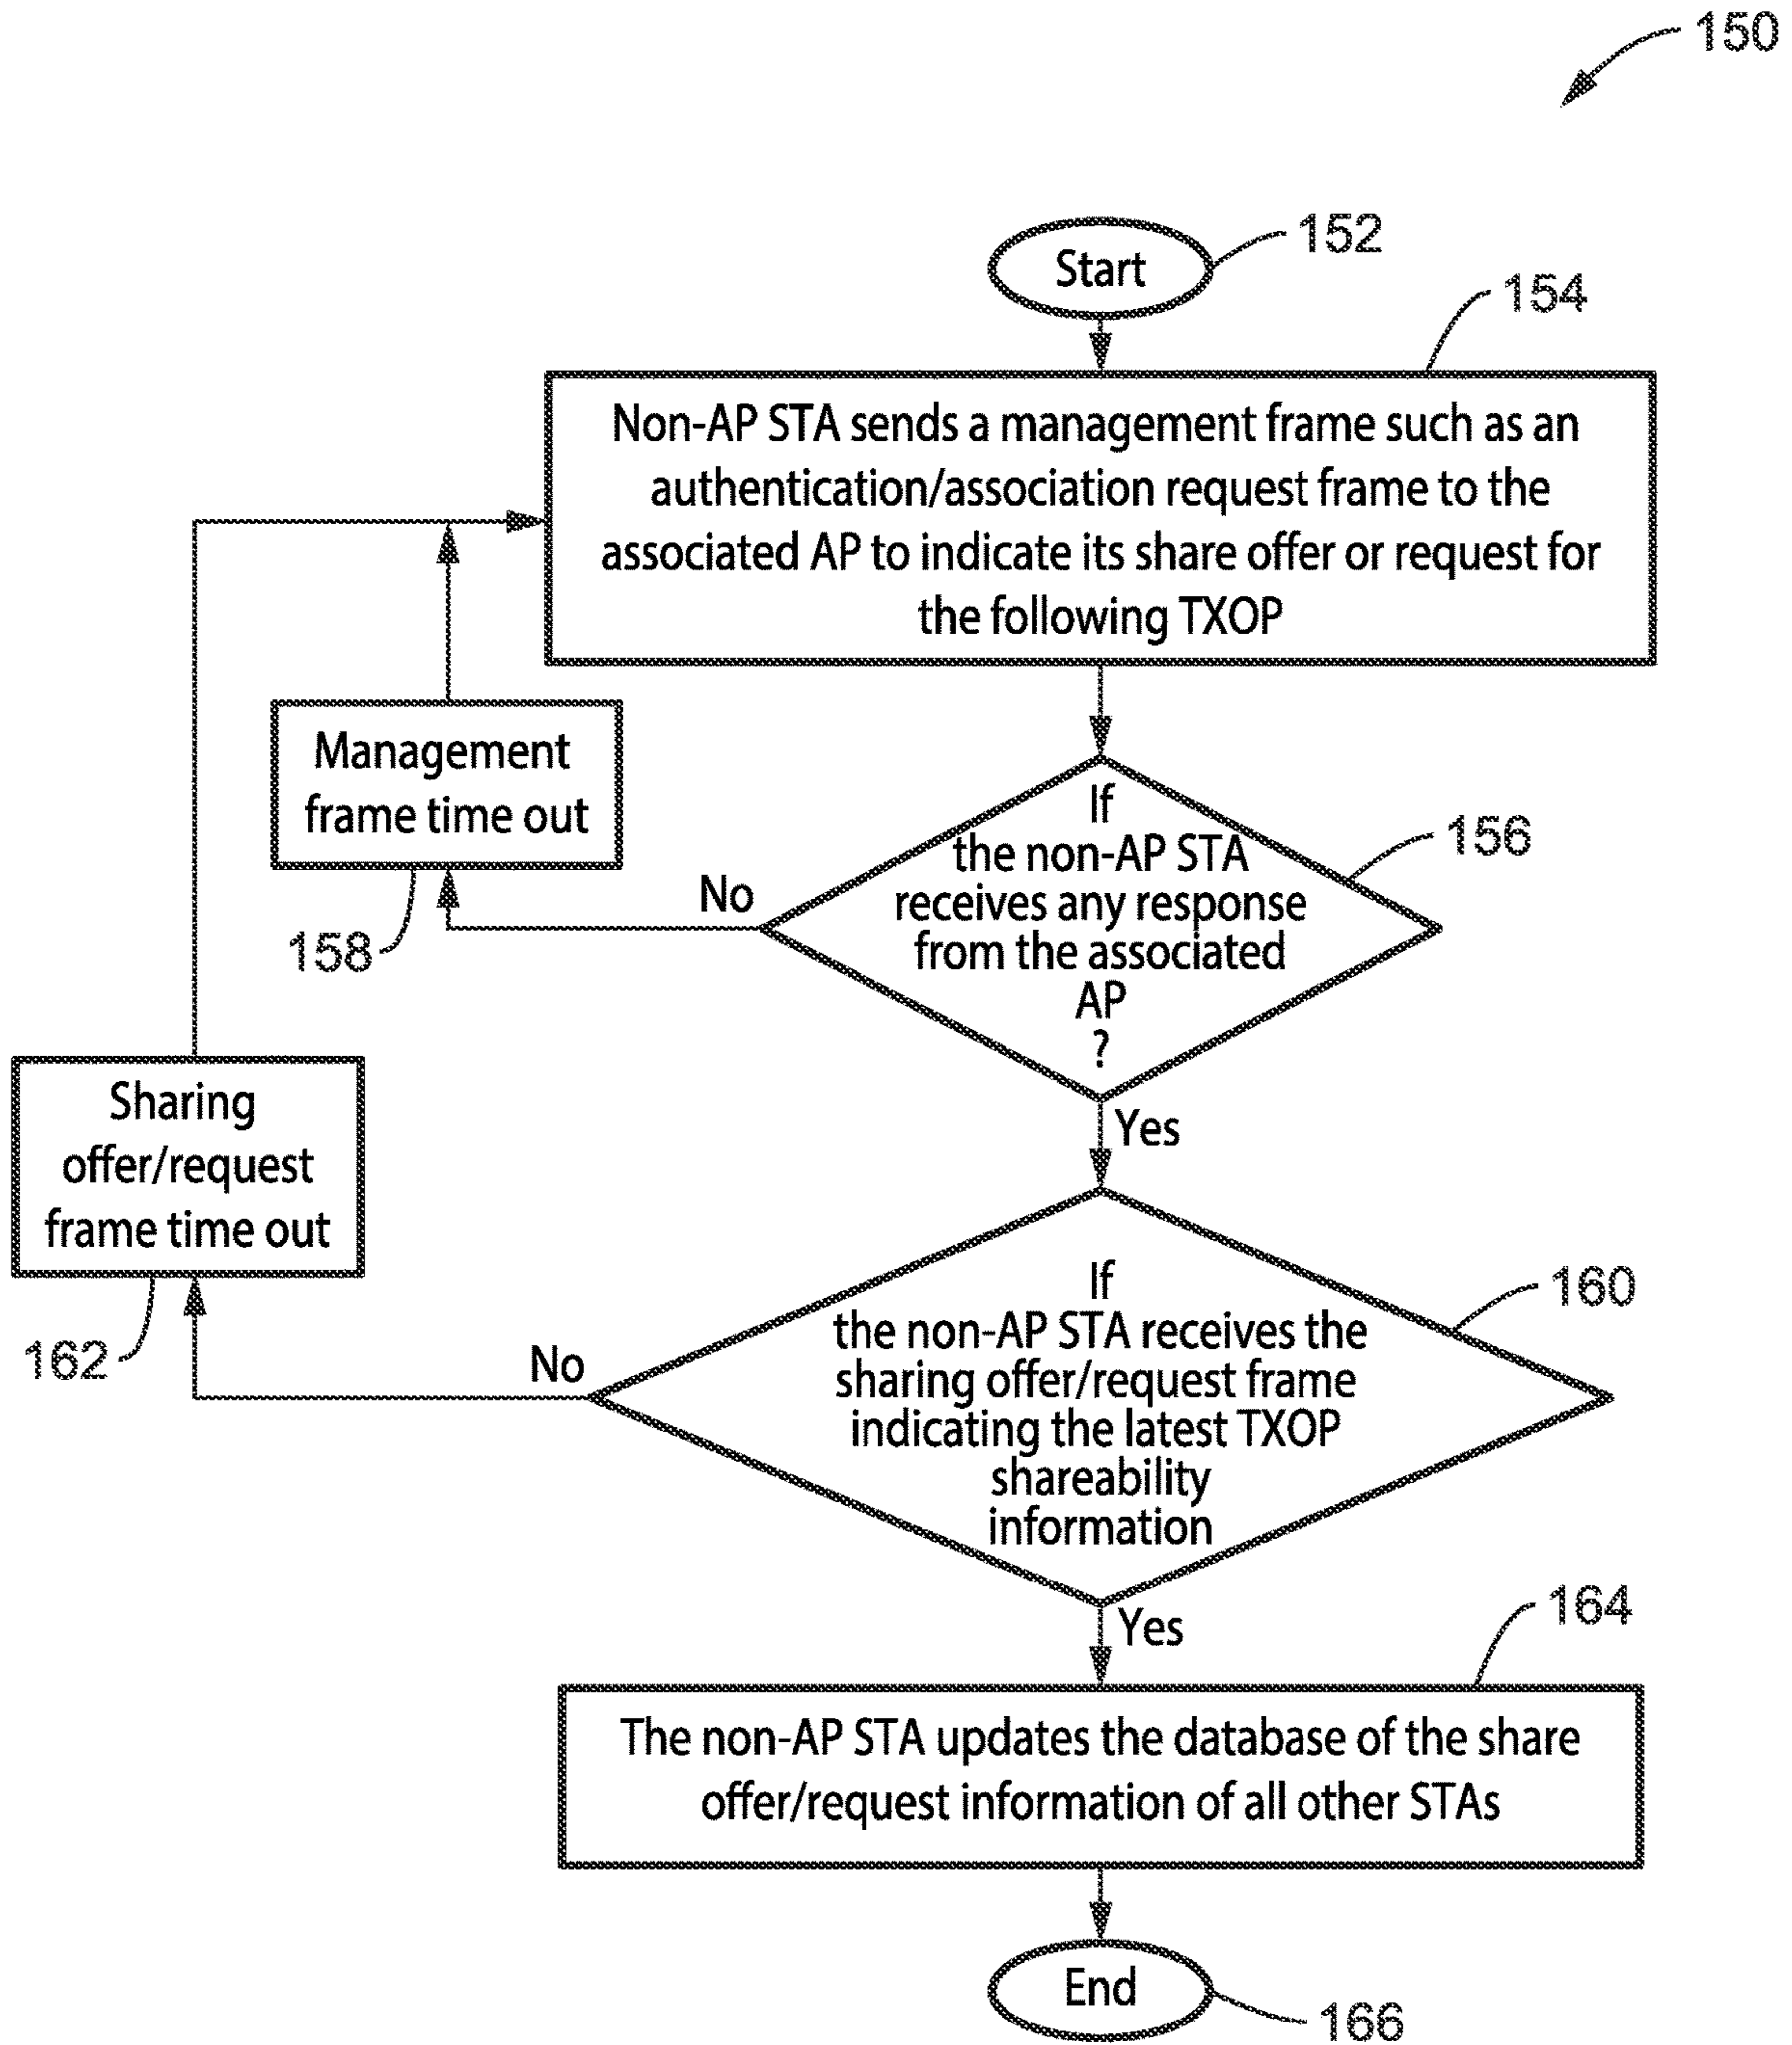 150
Start
152
154
Non-AP STA sends a management frame such as an
authentication/association request frame to the
associated AP to indicate its share offer or request for
the following TXOP
Management
frame time out
158
No
If
the non-AP STA
receives any response
from the associated
AP
?
156
Yes
Sharing
offer/request
frame time out
162
No
If
the non-AP STA receives the
sharing offer/request frame
indicating the latest TXOP
shareability
information
160
Yes
164
The non-AP STA updates the database of the share
offer/request information of all other STAs
End
166